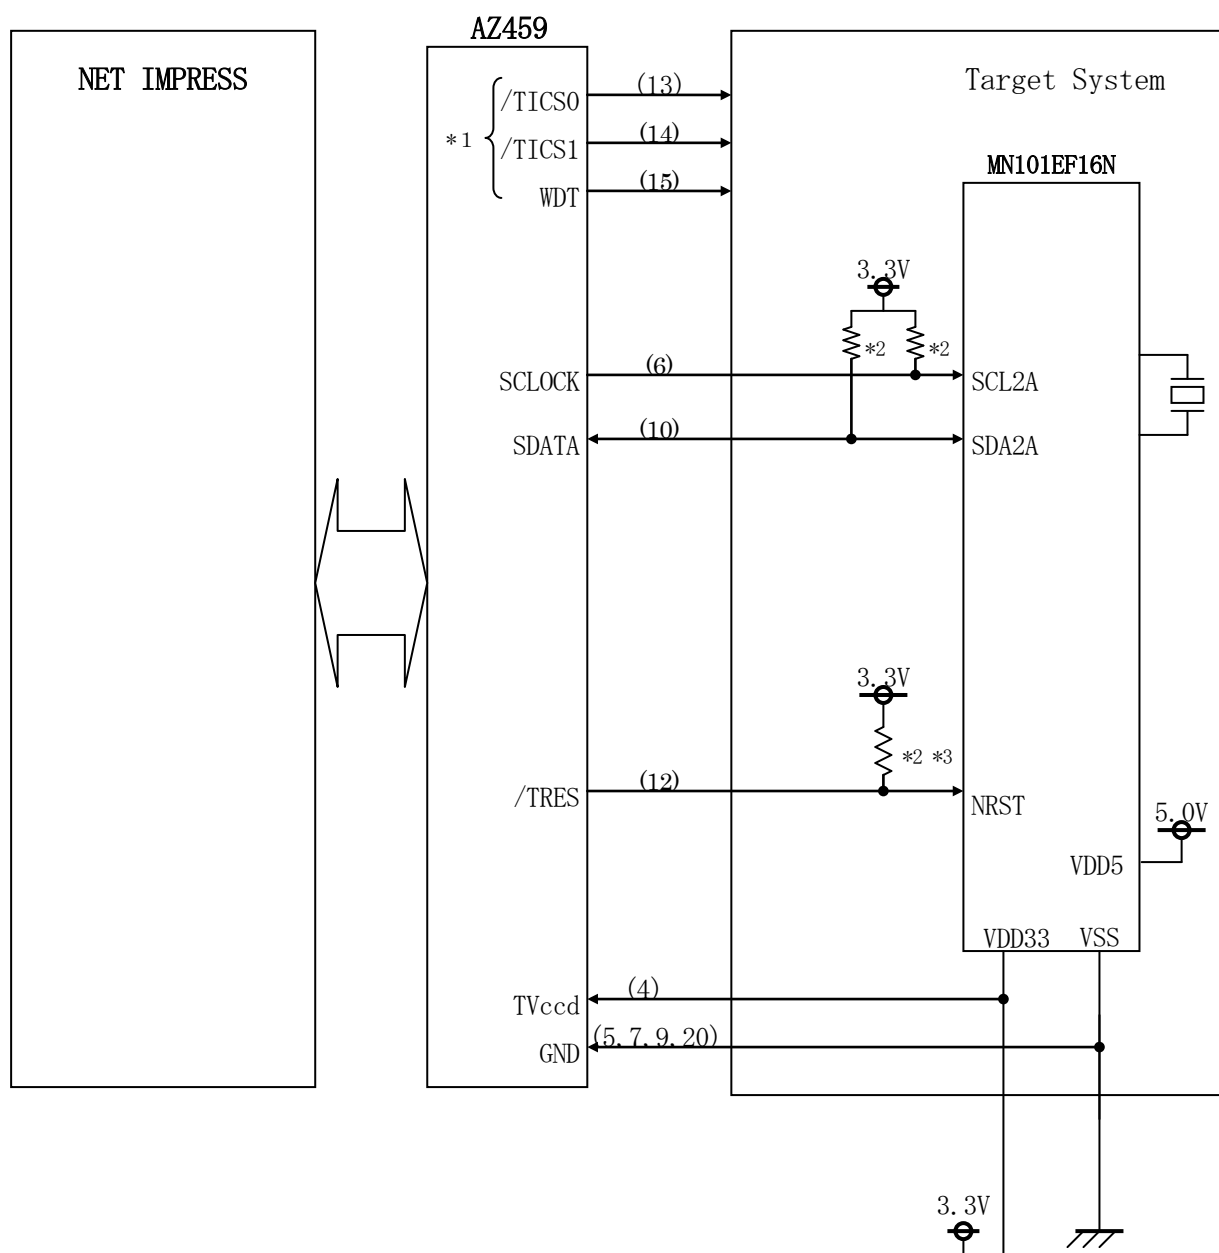 AZ459
NET IMPRESS
Target System
/TICS0
(13)
*1
/TICS1
(14)
WDT
(15)
MN101EF16N
3.3V
*2
*2
SCLOCK
(6)
SCL2A
SDATA
(10)
SDA2A
3.3V
*2 *3
/TRES
(12)
NRST
5.0V
VDD5
VDD33
VSS
TVccd
(4)
GND
(5,7,9,20)
3.3V